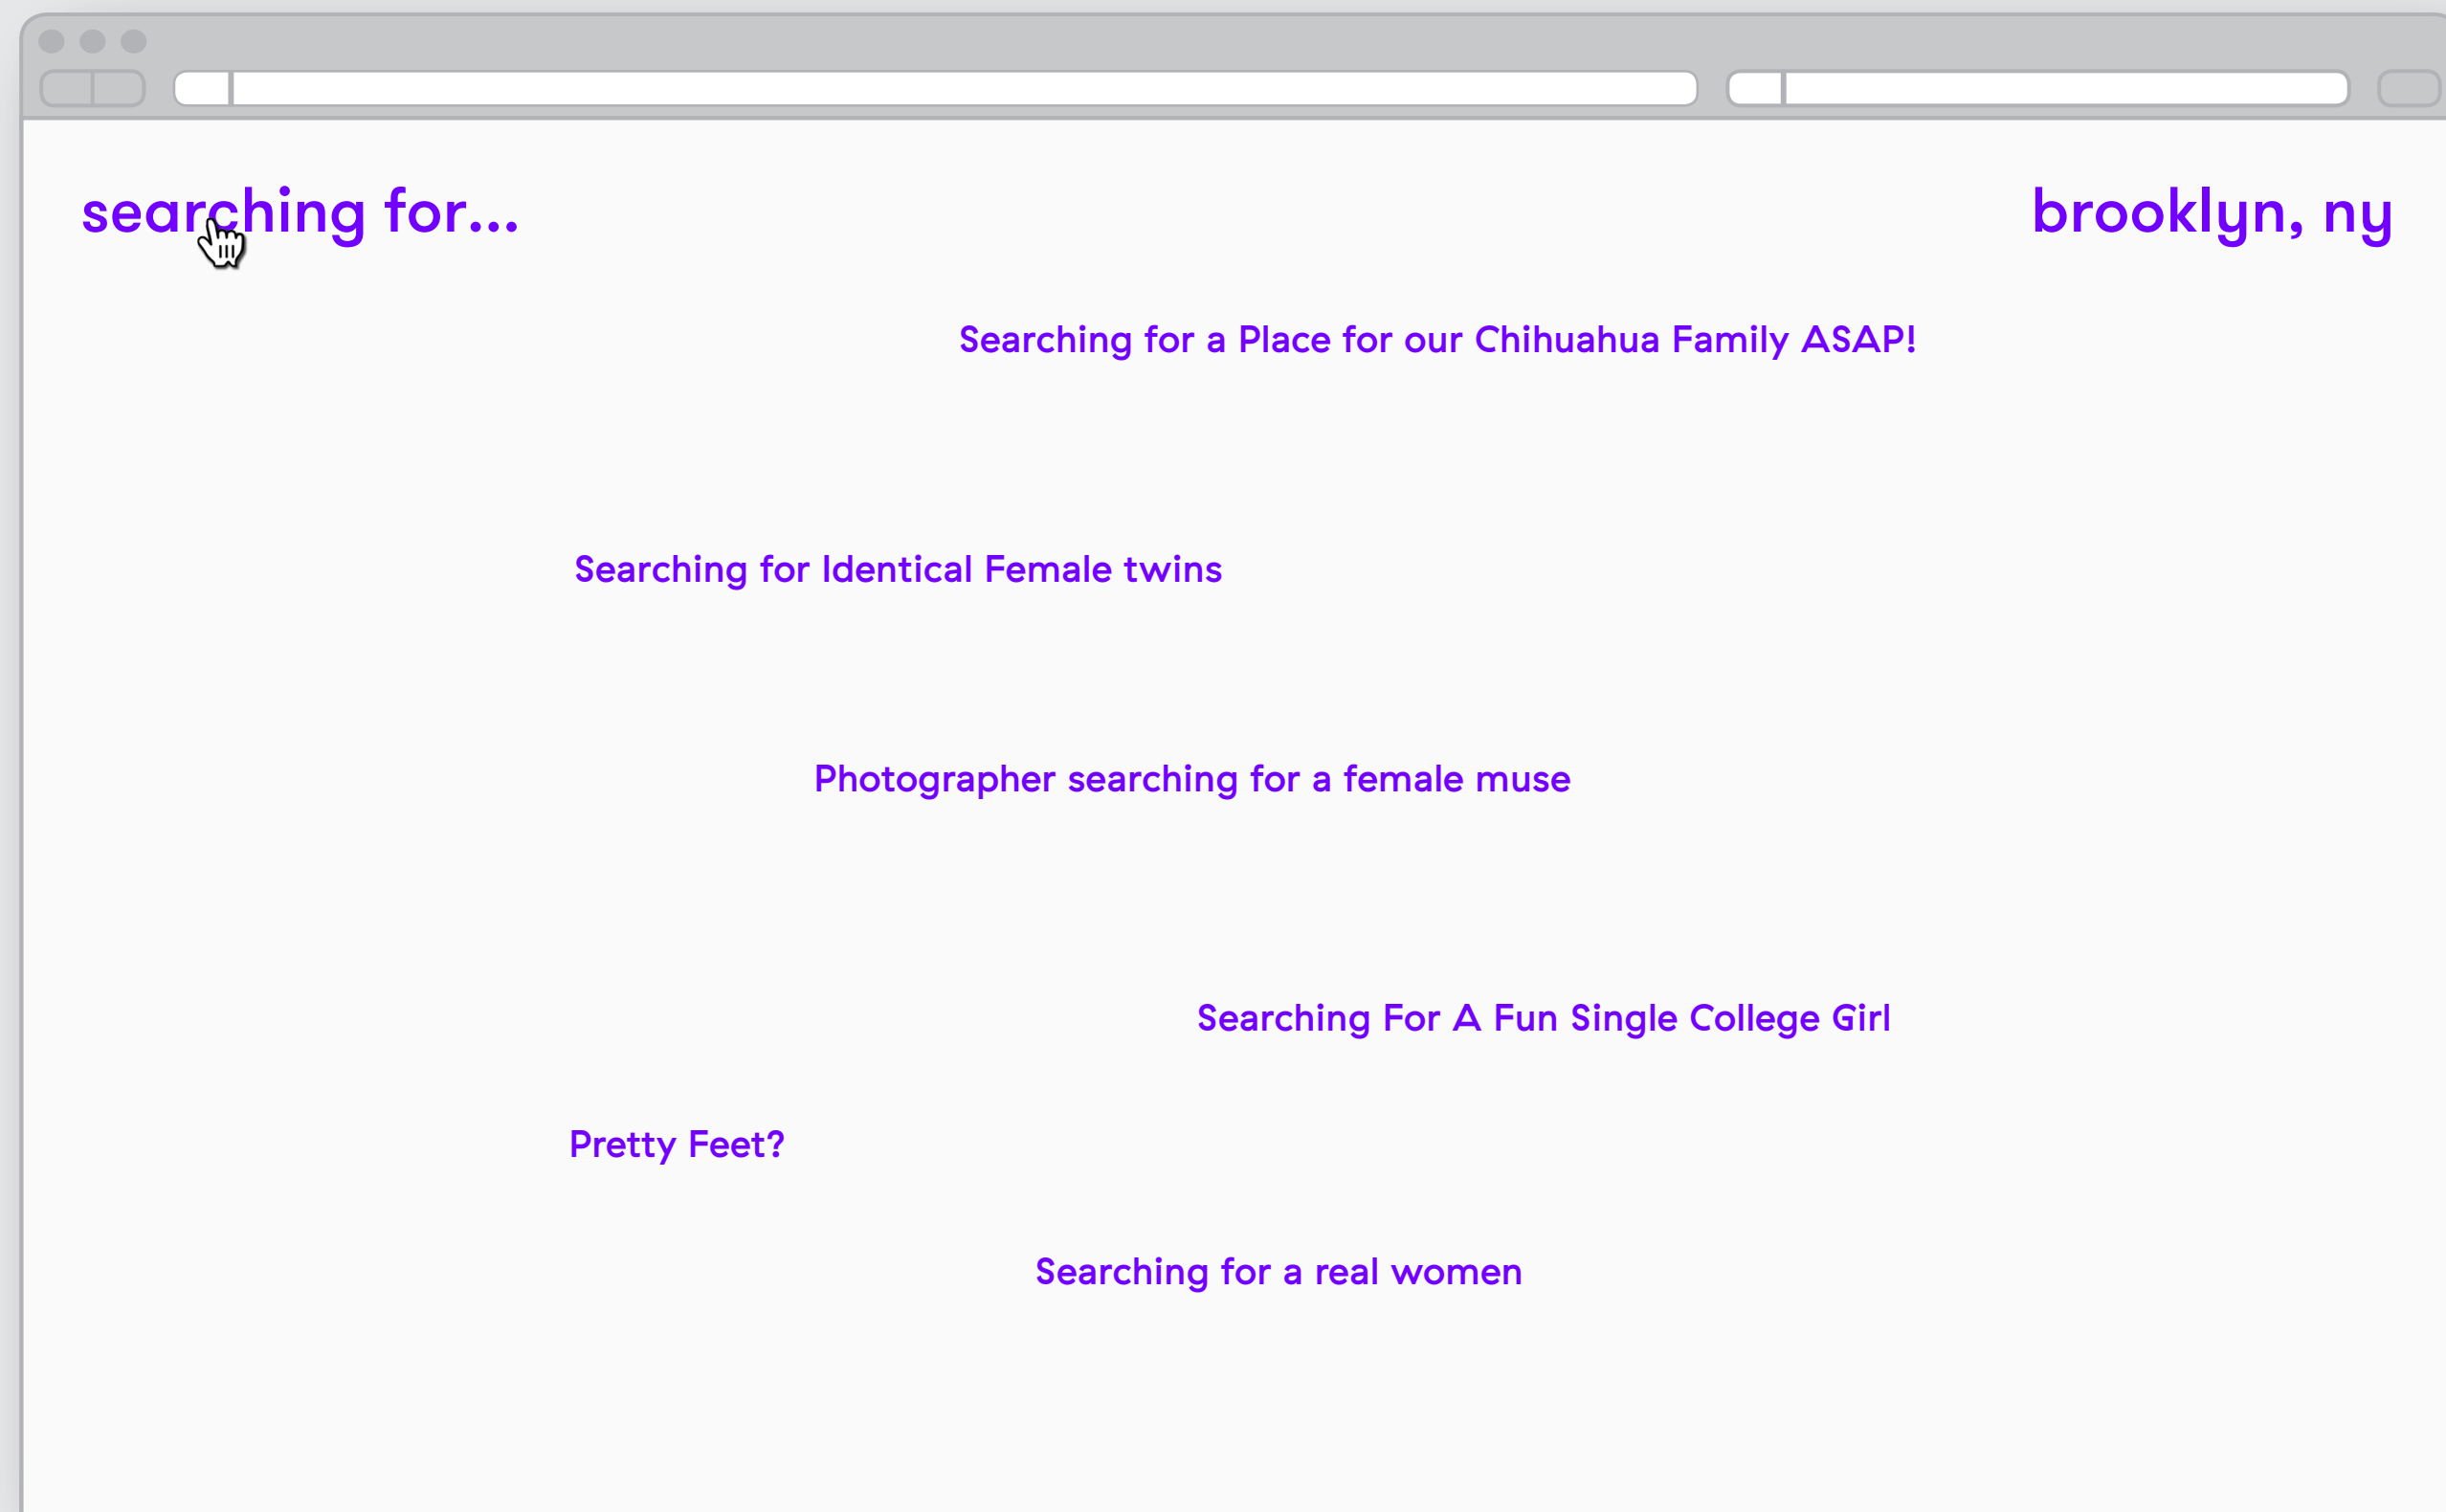 searching for...
brooklyn, ny
Searching for a Place for our Chihuahua Family ASAP!
Searching for Identical Female twins
Photographer searching for a female muse
Searching For A Fun Single College Girl
Pretty Feet?
Searching for a real women